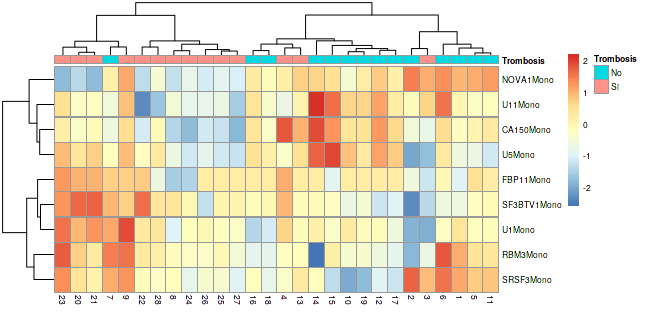 Trombosis
NOVA1Mono
U11Mono
CA150Mono
U5Mono
FBP11Mono
SF3BTV1Mono
U1Mono
RBM3Mono
SRSF3Mono
23 20 21 7 9 22 28 8 24 26 25 27 16 18 4 13 14 15 10 19 12 17 2 3 6 1 5 11
2
1
0
-1
-2
Trombosis
No
SI